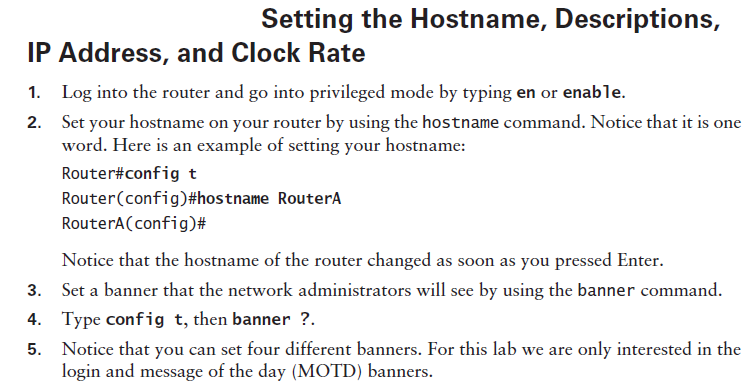 Setting the Hostname, Descriptions,
IP Address, and Clock Rate
1. Log into the router and go into privileged mode by typing en or enable.
2. Set your hostname on your router by using the hostname command. Notice that it is one
word. Here is an example of setting your hostname:
Router#config t
Router(config)#hostname RouterA
RouterA(config)#
Notice that the hostname of the router changed as soon as you pressed Enter.
3. Set a banner that the network administrators will see by using the banner command.
4. Type config t, then banner ?.
5. Notice that you can set four different banners. For this lab we are only interested in the
login and message of the day (MOTD) banners.